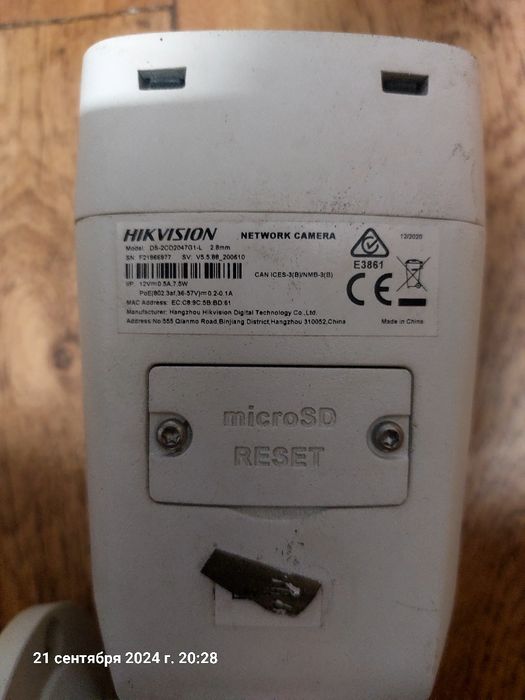 HIKVISION NETWORK CAMERA 12/2020
Model: DS-2CD2047G1-L 2.8mm
SN: F21866977 SV: V5.5.88_200610
E3861
CAN ICES-3(B)/NMB-3(B)
I/P: 12V⎓0.5A,7.5W
PoE(802.3af,36-57V)⎓0.2-0.1A
CE
MAC Address: EC:C8:9C:5B:BD:61
Manufacturer: Hangzhou Hikvision Digital Technology Co.,Ltd.
Address:No.555 Qianmo Road,Binjiang District,Hangzhou 310052,China
Made in China
microSD
RESET
21 сентября 2024 г. 20:28